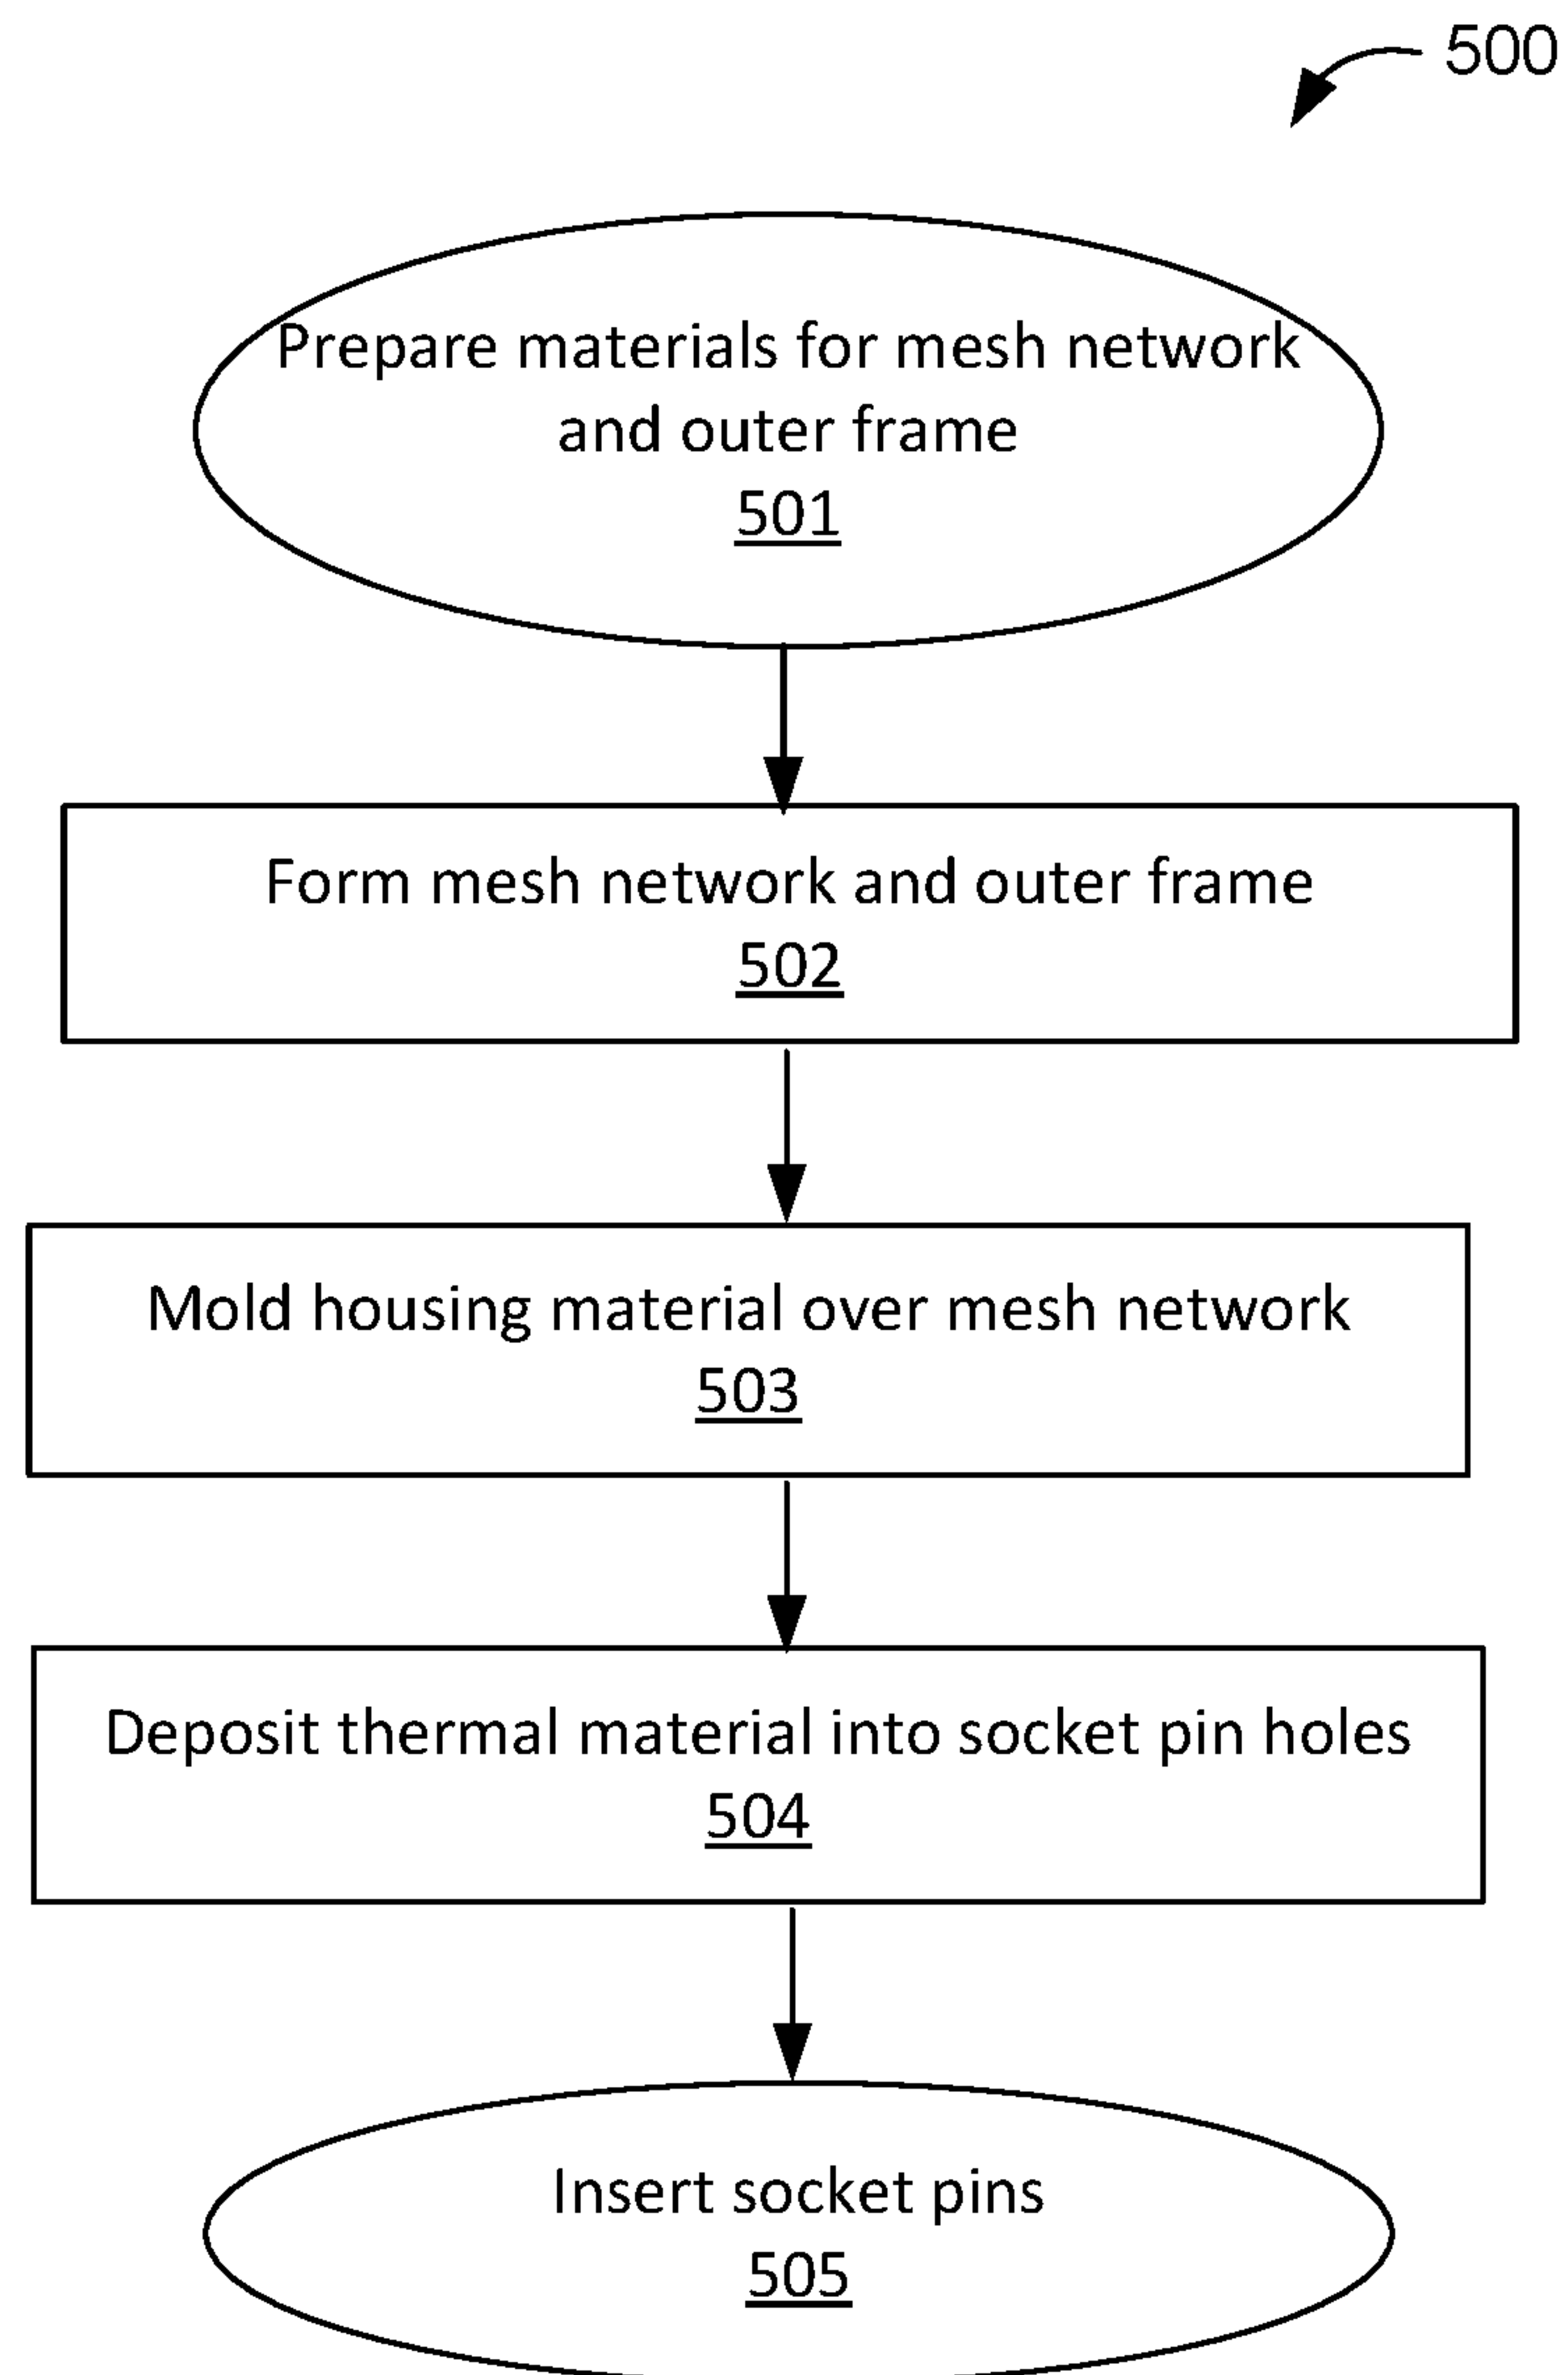 500
Prepare materials for mesh network
and outer frame
501
Form mesh network and outer frame
502
Mold housing material over mesh network
503
Deposit thermal material into socket pin holes
504
Insert socket pins
505